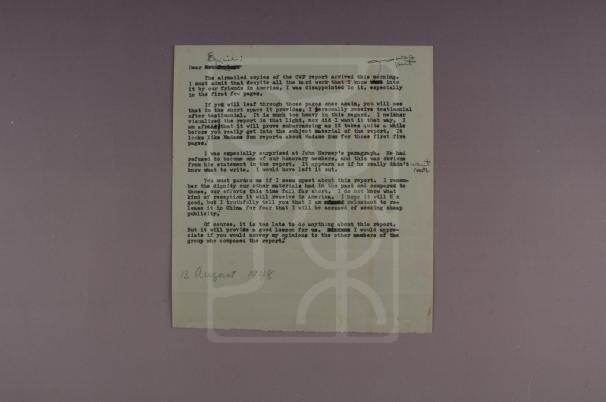 Dear
The airmailed copies of the CWF report arrived this morning.
I must admit that despite all the hard work that I know went into
it by our friends in America, I was disappointed in it, especially
in the first few pages.
If you will leaf through those pages once again, you will see
that in the short space it provides, I personally receive testimonial
after testimonial. It is much too heavy in this regard. I neither
visualized the report in that light, nor did I want it that way. I
am afraid that it will prove embarrassing as it takes quite a while
before you really get into the subject material of the report. It
looks like Madame Sun reports about Madame Sun for those first five
pages.
I was especially surprised at John Hersey's paragraph. He had
refused to become one of our honorary members, and this was obvious
from his statement in the report. It appears as if he really didn't
know what to write. I would have left it out.
You must pardon me if I seem upset about this report. I remem-
ber the dignity our other materials had in the past and compared to
those, our efforts this time fall far short. I do not know what
kind of reception it will receive in America. I hope it will be
good, but I truthfully tell you that I am reluctant to re-
lease it in China for fear that I will be accused of seeking cheap
publicity.
Of course, it is too late to do anything about this report.
But it will provide a good lesson for us. I would appre-
ciate if you would convey my opinions to the other members of the
group who composed the report.
13 August 1948